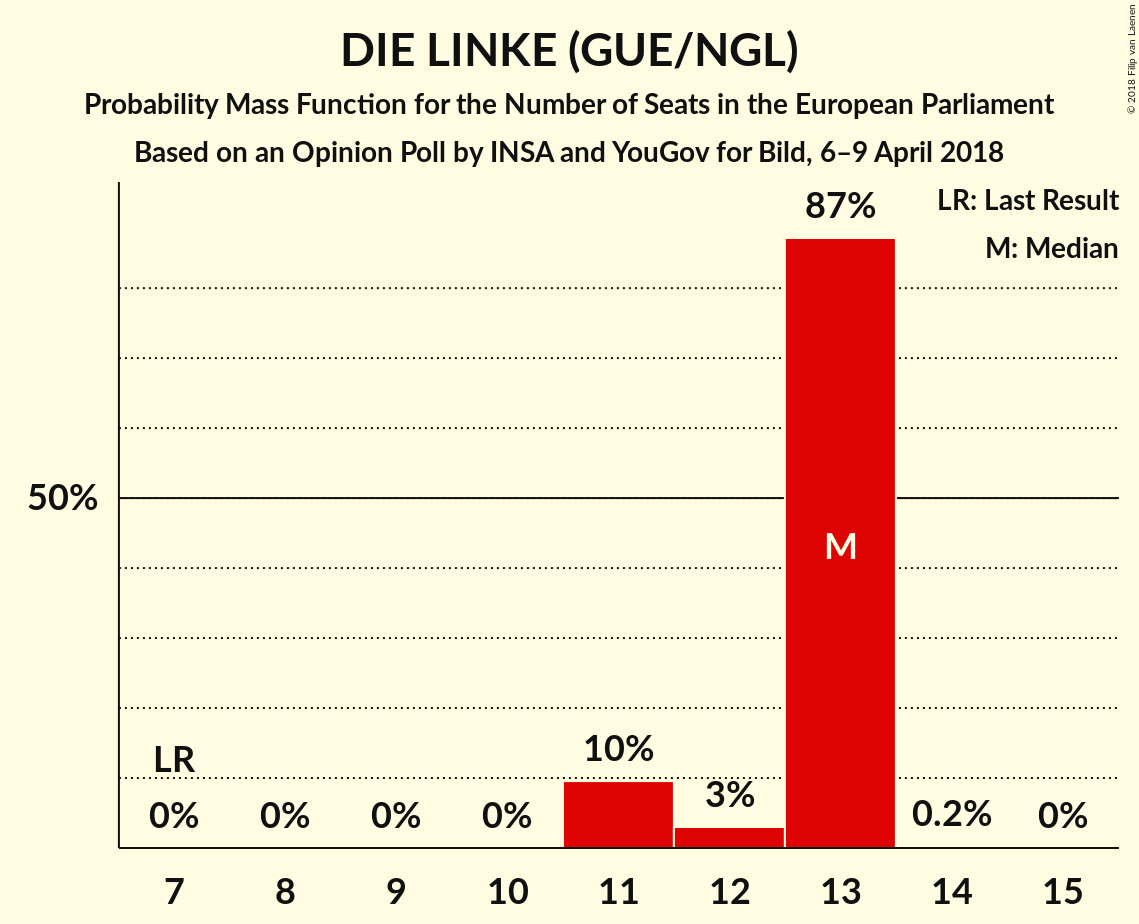 DIE LINKE (GUE/NGL)
Probability Mass Function for the Number of Seats in the European Parliament
Based on an Opinion Poll by INSA and YouGov for Bild, 6–9 April 2018
© 2018 Filip van Laenen
LR: Last Result
M: Median
87%
50%
M
LR
10%
3%
0%
0%
0%
0%
0.2%
0%
7
8
9
10
11
12
13
14
15